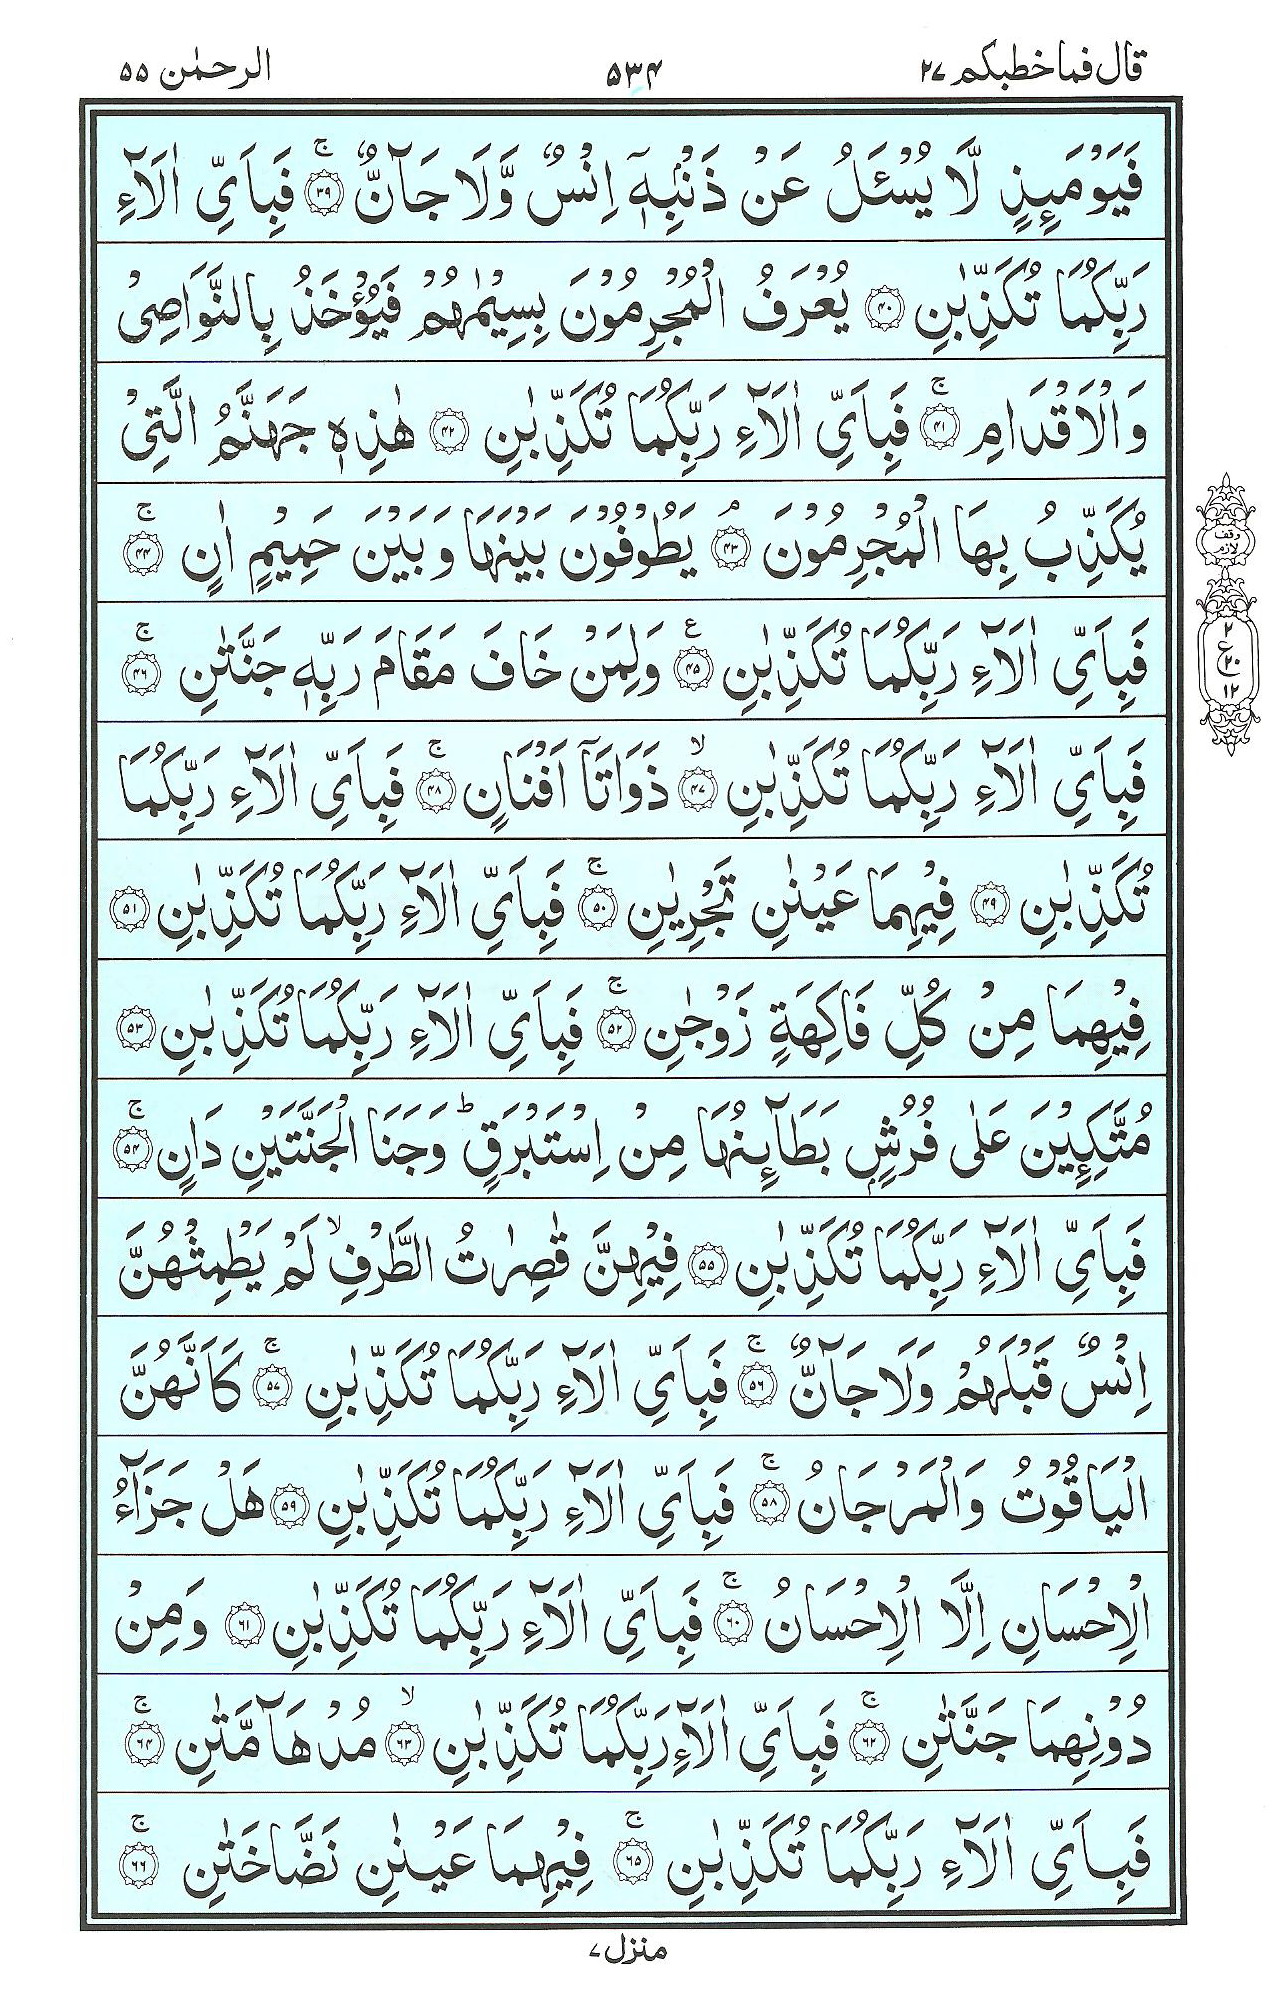 قال فماخطبکم ۲۷
۵۳۴
الرحمٰن ۵۵
فَيَوْمَىِٕذٍ لَّا يُسْـَٔلُ عَنْ ذَنْۢبِهٖۤ اِنْسٌ وَّلَا جَآنٌّ ۚ‏﴿۳۹﴾ فَبِاَىِّ اٰلَآءِ
رَبِّكُمَا تُكَذِّبٰنِ ﴿۴۰﴾ يُعْرَفُ الْمُجْرِمُوْنَ بِسِيْمٰهُمْ فَيُؤْخَذُ بِالنَّوَاصِىْ
وَالْاَقْدَامِ ۚ‏﴿۴۱﴾ فَبِاَىِّ اٰلَآءِ رَبِّكُمَا تُكَذِّبٰنِ ﴿۴۲﴾ هٰذِهٖ جَهَنَّمُ الَّتِىْ
يُكَذِّبُ بِهَا الْمُجْرِمُوْنَ ۘ‏﴿۴۳﴾ يَطُوْفُوْنَ بَيْنَهَا وَبَيْنَ حَمِيْمٍ اٰنٍ ۚ‏﴿۴۴﴾
وقف لازم
فَبِاَىِّ اٰلَآءِ رَبِّكُمَا تُكَذِّبٰنِ ع ﴿۴۵﴾ وَلِمَنْ خَافَ مَقَامَ رَبِّهٖ جَنَّتٰنِ ۚ‏﴿۴۶﴾
۲
ع ۲۰
۱۲
فَبِاَىِّ اٰلَآءِ رَبِّكُمَا تُكَذِّبٰنِ ۙ‏﴿۴۷﴾ ذَوَاتَاۤ اَفْنَانٍ ۚ‏﴿۴۸﴾ فَبِاَىِّ اٰلَآءِ رَبِّكُمَا
تُكَذِّبٰنِ ﴿۴۹﴾ فِيْهِمَا عَيْنٰنِ تَجْرِيٰنِ ۚ‏﴿۵۰﴾ فَبِاَىِّ اٰلَآءِ رَبِّكُمَا تُكَذِّبٰنِ ﴿۵۱﴾
فِيْهِمَا مِنْ كُلِّ فَاكِهَةٍ زَوْجٰنِ ۚ‏﴿۵۲﴾ فَبِاَىِّ اٰلَآءِ رَبِّكُمَا تُكَذِّبٰنِ ﴿۵۳﴾
مُتَّكِـِٕيْنَ عَلٰى فُرُشٍۢ بَطَآىِٕنُهَا مِنْ اِسْتَبْرَقٍ ؕ وَجَنَا الْجَنَّتَيْنِ دَانٍ ۚ‏﴿۵۴﴾
فَبِاَىِّ اٰلَآءِ رَبِّكُمَا تُكَذِّبٰنِ ﴿۵۵﴾ فِيْهِنَّ قٰصِرٰتُ الطَّرْفِ ۙ لَمْ يَطْمِثْهُنَّ
اِنْسٌ قَبْلَهُمْ وَلَا جَآنٌّ ۚ‏﴿۵۶﴾ فَبِاَىِّ اٰلَآءِ رَبِّكُمَا تُكَذِّبٰنِ ۚ‏﴿۵۷﴾ كَاَنَّهُنَّ
الْيَاقُوْتُ وَالْمَرْجَانُ ۚ‏﴿۵۸﴾ فَبِاَىِّ اٰلَآءِ رَبِّكُمَا تُكَذِّبٰنِ ﴿۵۹﴾ هَلْ جَزَآءُ
الْاِحْسَانِ اِلَّا الْاِحْسَانُ ۚ‏﴿۶۰﴾ فَبِاَىِّ اٰلَآءِ رَبِّكُمَا تُكَذِّبٰنِ ﴿۶۱﴾ وَمِنْ
دُوْنِهِمَا جَنَّتٰنِ ۚ‏﴿۶۲﴾ فَبِاَىِّ اٰلَآءِ رَبِّكُمَا تُكَذِّبٰنِ ۙ‏﴿۶۳﴾ مُدْهَآمَّتٰنِ ۚ‏﴿۶۴﴾
فَبِاَىِّ اٰلَآءِ رَبِّكُمَا تُكَذِّبٰنِ ۚ‏﴿۶۵﴾ فِيْهِمَا عَيْنٰنِ نَضَّاخَتٰنِ ۚ‏﴿۶۶﴾
منزل ۷